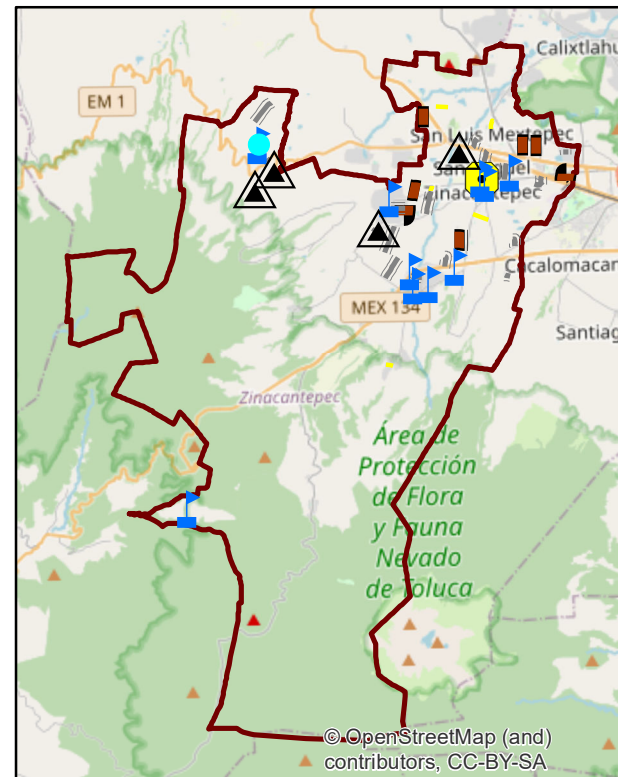 Calixtlahu
EM 1
San Luis Mextepec
San Miguel
Zinacantepec
Cacalomacan
MEX 134
Santiag
Zinacantepec
Área de
Protección
de Flora
y Fauna
Nevado
de Toluca
© OpenStreetMap (and)
contributors, CC-BY-SA